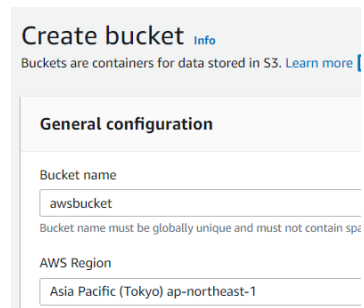 Create bucket Info
Buckets are containers for data stored in S3. Learn more
General configuration
Bucket name
awsbucket
Bucket name must be globally unique and must not contain
AWS Region
Asia Pacific (Tokyo) ap-northeast-1